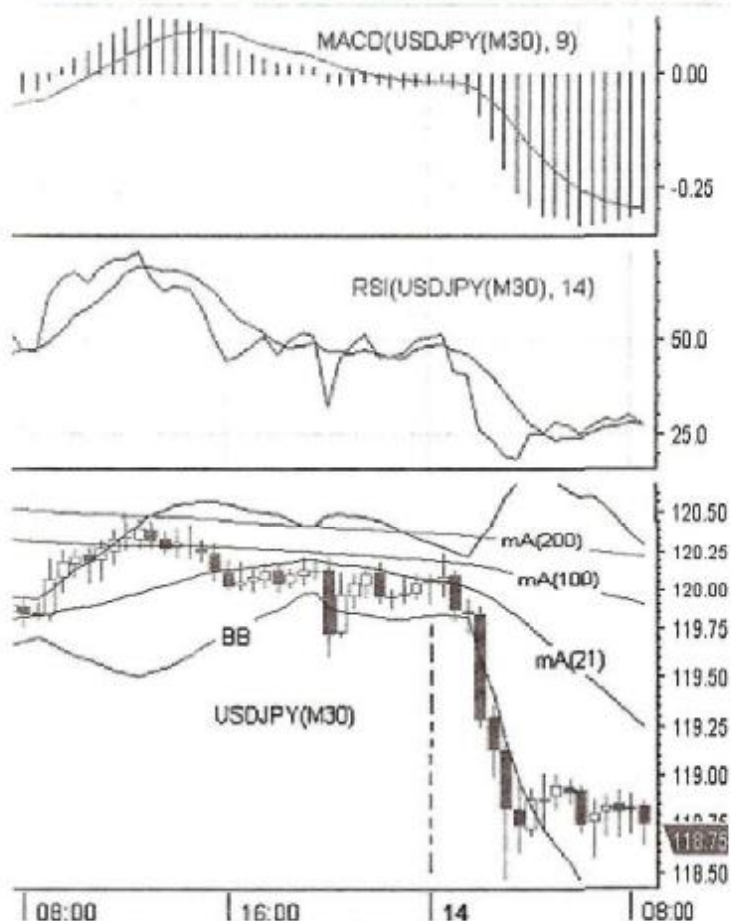 MACD(USDJPY(M30), 9)
0.00
-0.25
RSI(USDJPY(M30), 14)
50.0
25.0
120.50
mA(200)
120.25
mA(100)
120.00
119.75
BB
mA(21)
119.50
USDJPY(M30)
119.25
119.00
118.75
118.75
118.50
08:00
16:00
14
08:00